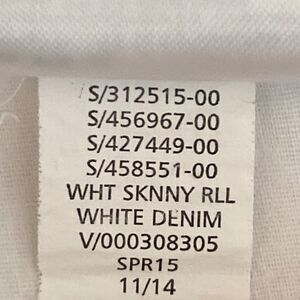 S/312515-00
S/456967-00
S/427449-00
S/458551-00
WHT SKNNY RLL
WHITE DENIM
V/000308305
SPR15
11/14